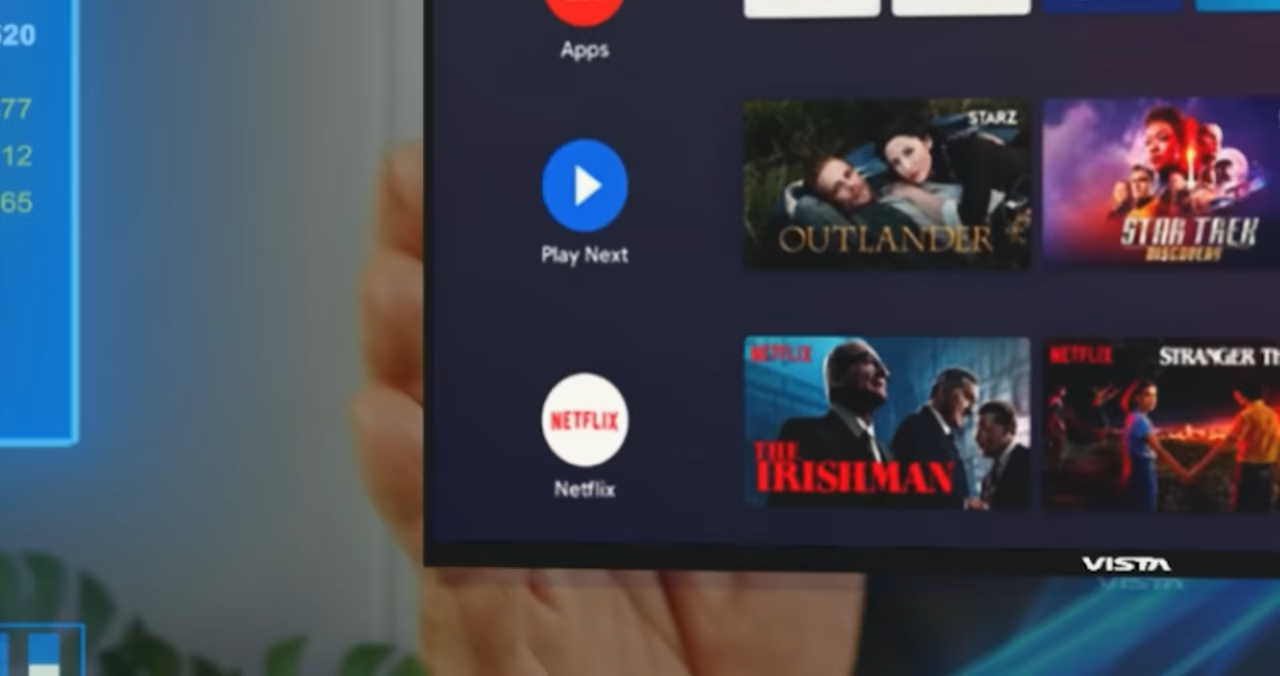 520
77
12
65
Apps
Play Next
Netflix
STARZ
OUTLANDER
STAR TREK
DISCOVERY
NETFLIX
NETFLIX
THE
IRISHMAN
NETFLIX
STRANGER TH
VISTA
VISTA